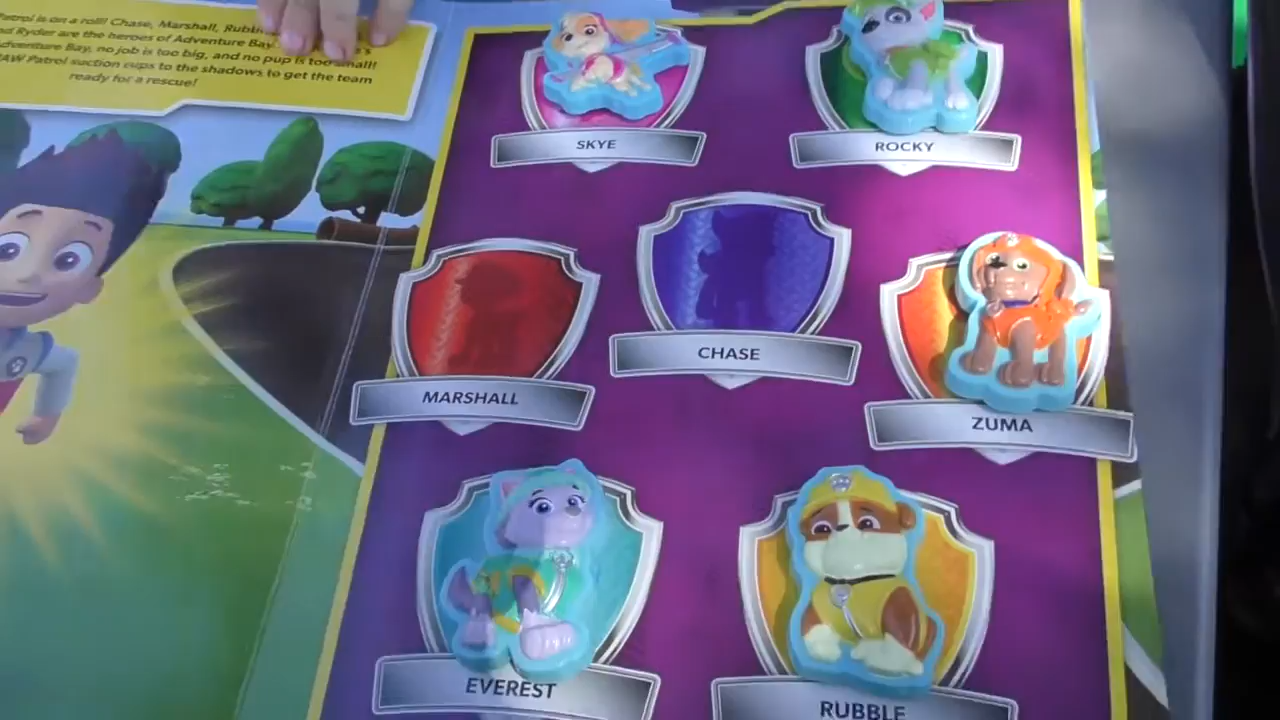 Patrol is on a roll! Chase, Marshall,
nd Ryder are the heroes of Adventure Bay
Adventure Bay, no job is too big, and no pup is too small!
PAW Patrol suction cups to the shadows to get the team
ready for a rescue!
SKYE
ROCKY
CHASE
MARSHALL
ZUMA
EVEREST
RUBBLE